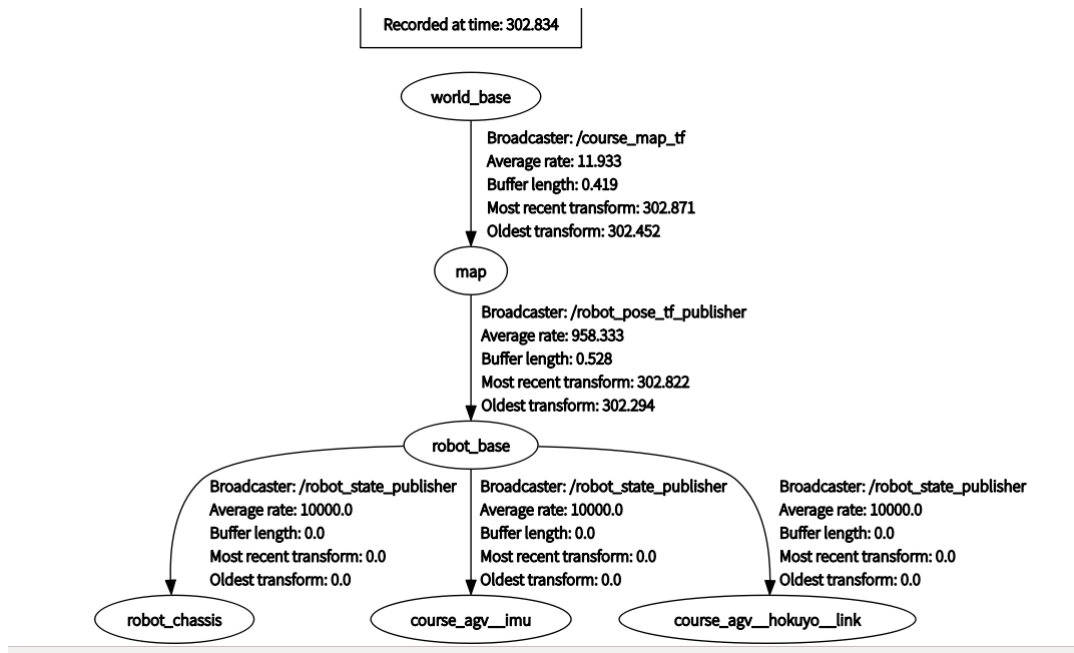 Recorded at time: 302.834
world_base
Broadcaster: /course_map_tf
Average rate: 11.933
Buffer length: 0.419
Most recent transform: 302.871
Oldest transform: 302.452
map
Broadcaster: /robot_pose_tf_publisher
Average rate: 958.333
Buffer length: 0.528
Most recent transform: 302.822
Oldest transform: 302.294
robot_base
Broadcaster: /robot_state_publisher
Average rate: 10000.0
Buffer length: 0.0
Most recent transform: 0.0
Oldest transform: 0.0
Broadcaster: /robot_state_publisher
Average rate: 10000.0
Buffer length: 0.0
Most recent transform: 0.0
Oldest transform: 0.0
Broadcaster: /robot_state_publisher
Average rate: 10000.0
Buffer length: 0.0
Most recent transform: 0.0
Oldest transform: 0.0
robot_chassis
course_agv__imu
course_agv__hokuyo__link